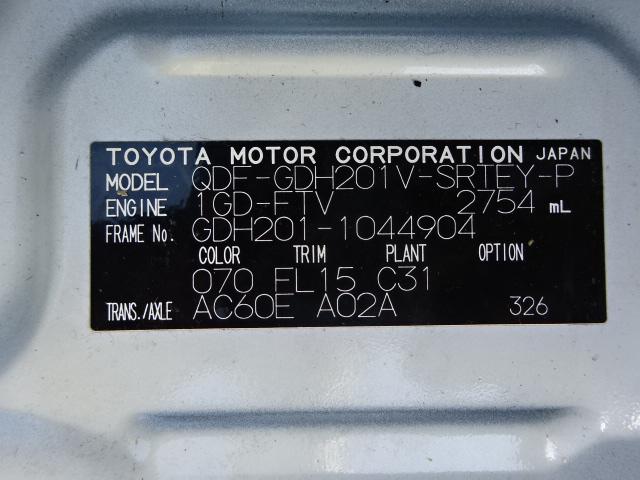 TOYOTA MOTOR CORPORATION JAPAN
MODEL QDF-GDH201V-SRTEY-P
ENGINE 1GD-FTV 2754 mL
FRAME No. GDH201-1044904
COLOR TRIM PLANT OPTION
070 EL15 C31
TRANS./AXLE AC60E A02A 326